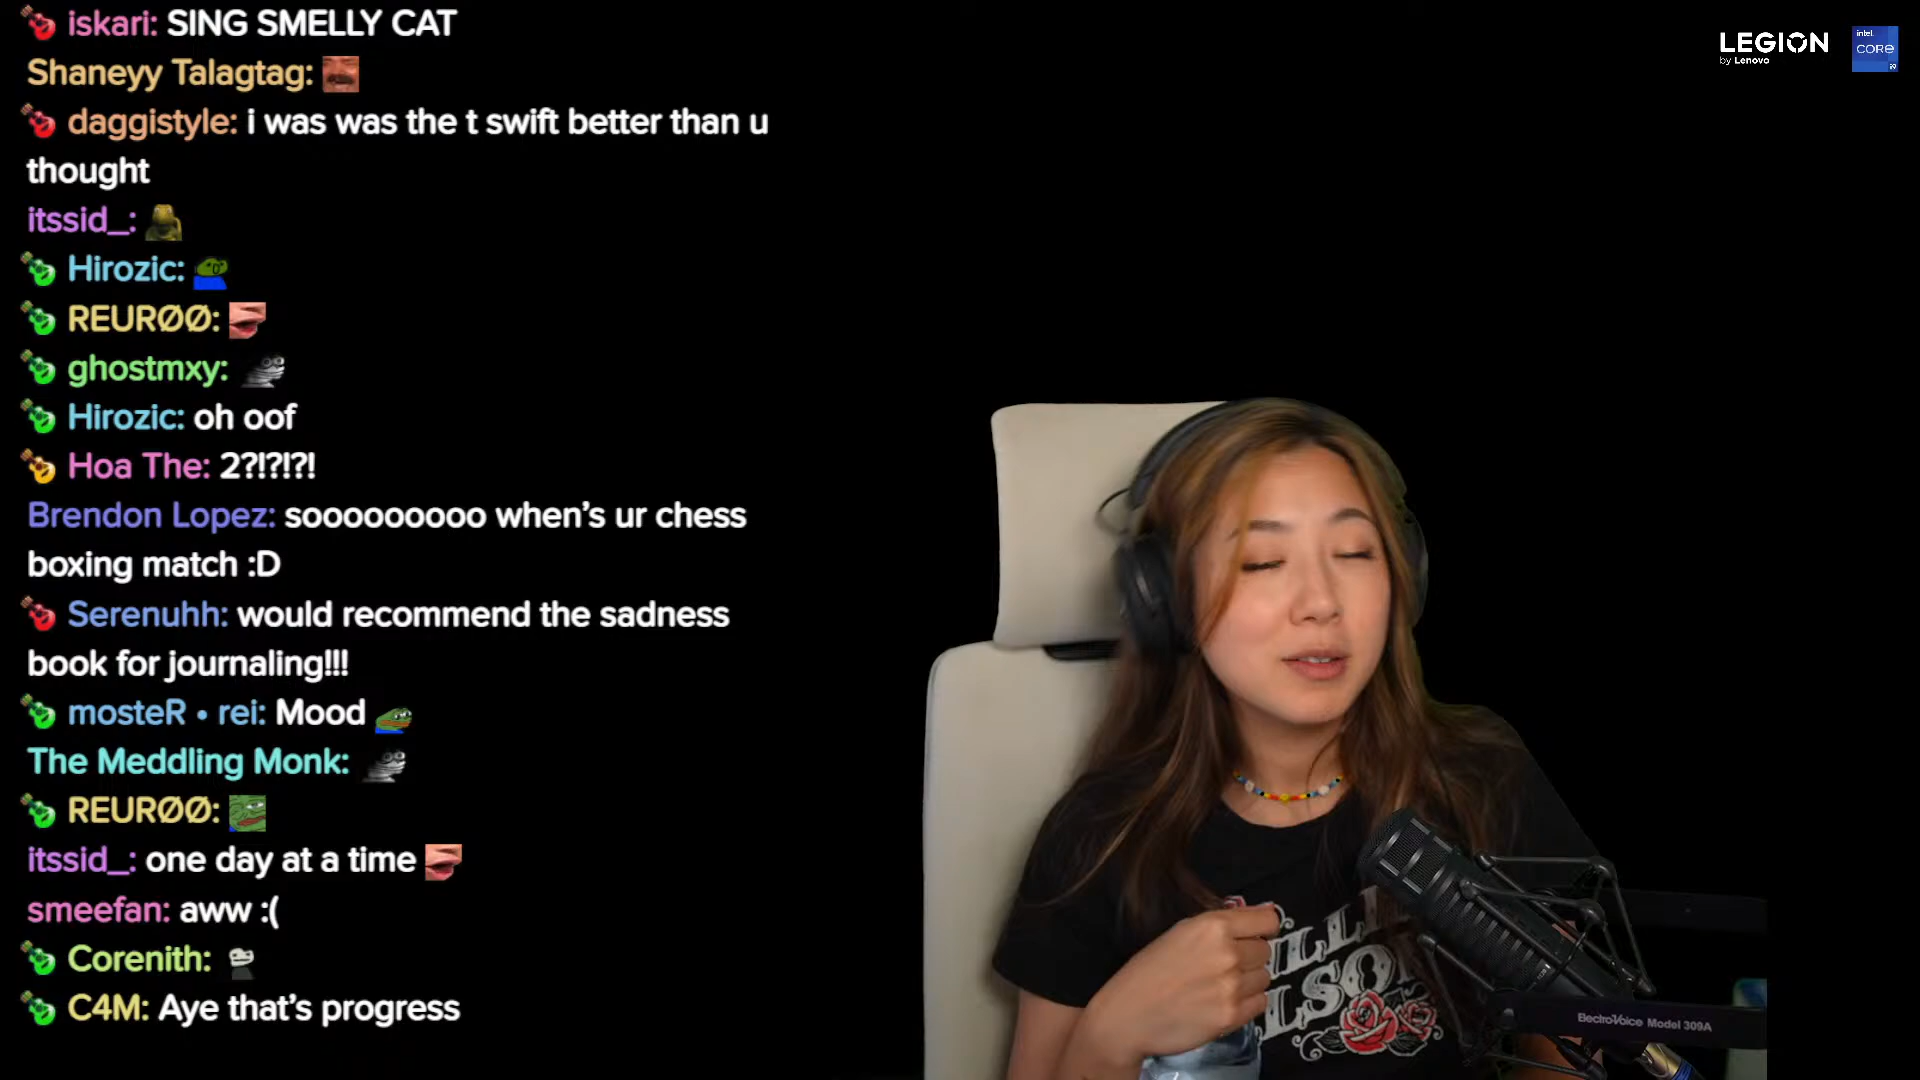 iskari: SING SMELLY CAT
Shaneyy Talagtag:
daggistyle: i was was the t swift better than u
thought
itssid_:
Hirozic:
REURØØ:
ghostmxy:
Hirozic: oh oof
Hoa The: 2?!?!?!
Brendon Lopez: sooooooooo when's ur chess
boxing match :D
Serenuhh: would recommend the sadness
book for journaling!!!
mosteR • rei: Mood
The Meddling Monk:
REURØØ:
itssid_: one day at a time
smeefan: aww :(
Corenith:
C4M: Aye that's progress
LEGION
by Lenovo
intel.
CORE
i9
ElectroVoice Model 309A